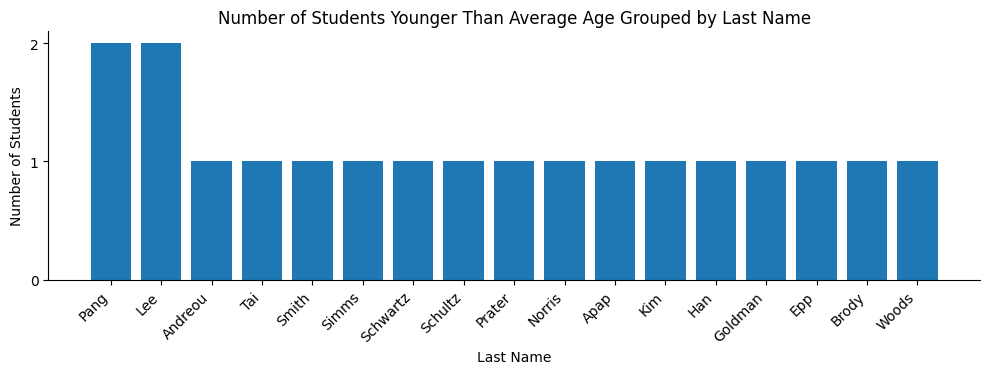 Number of Students Younger Than Average Age Grouped by Last Name
Number of Students
2
1
0
Pang
Lee
Andreou
Tai
Smith
Simms
Schwartz
Schultz
Prater
Norris
Apap
Kim
Han
Goldman
Epp
Brody
Woods
Last Name